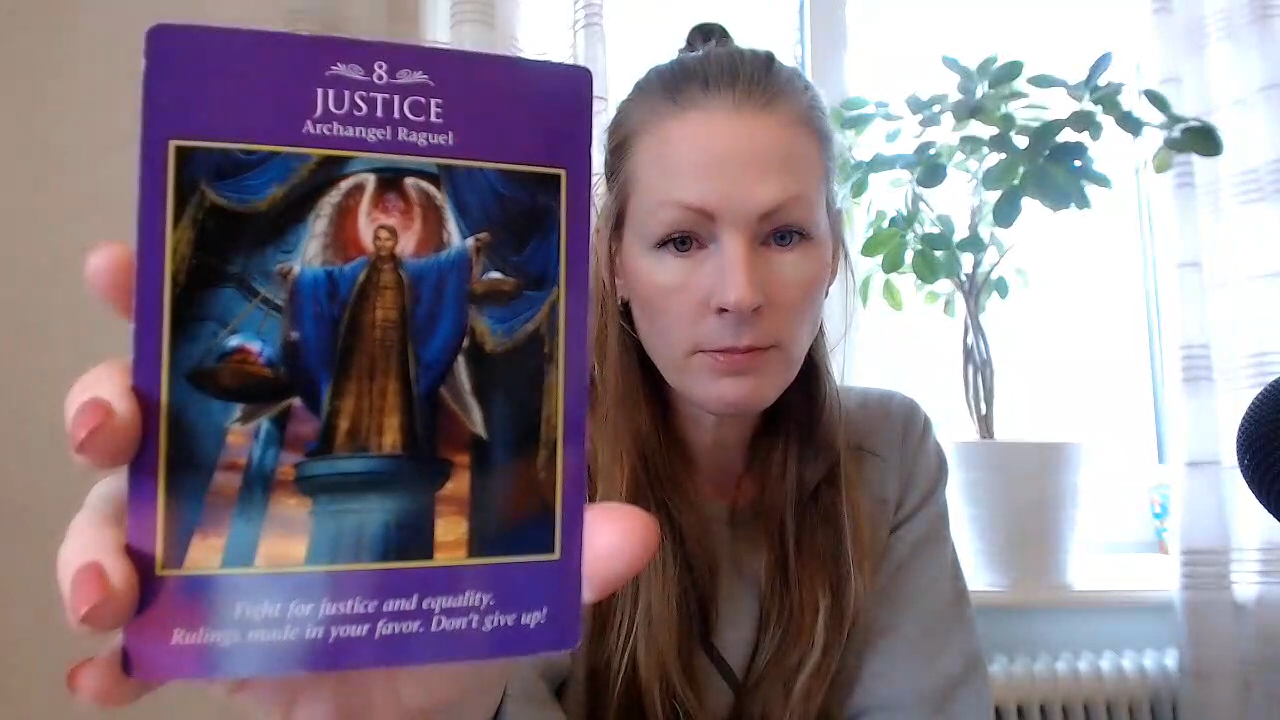 8
JUSTICE
Archangel Raguel
Fight for justice and equality.
Rulings made in your favor. Don't give up!